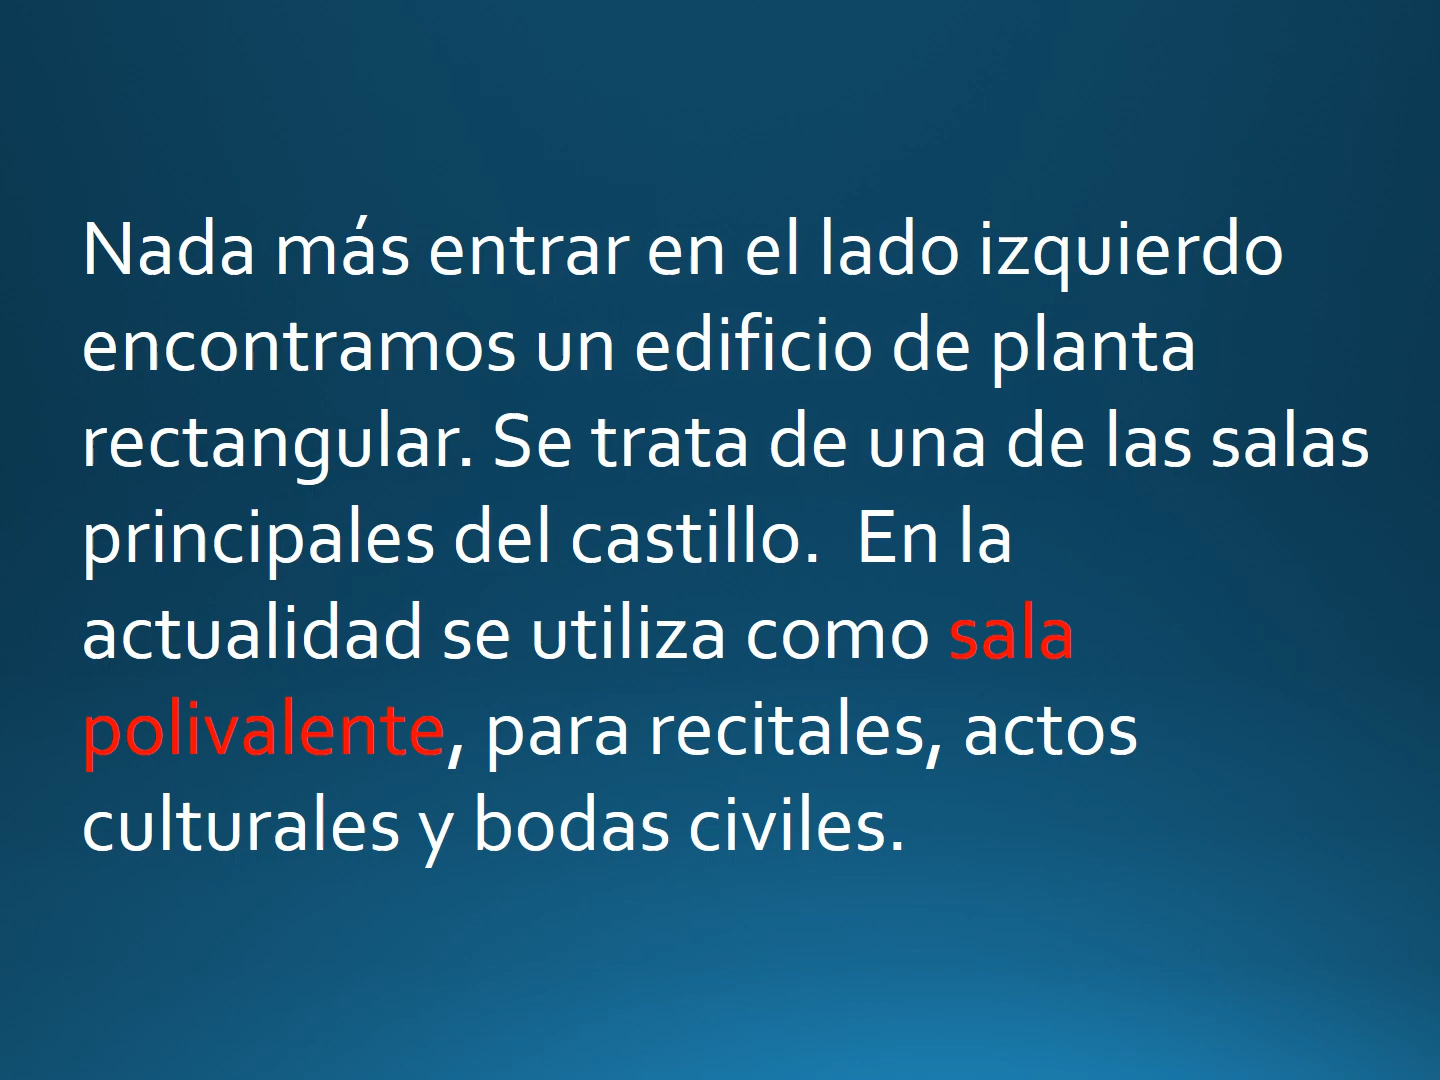 Nada más entrar en el lado izquierdo
encontramos un edificio de planta
rectangular. Se trata de una de las salas
principales del castillo.  En la
actualidad se utiliza como sala
polivalente, para recitales, actos
culturales y bodas civiles.